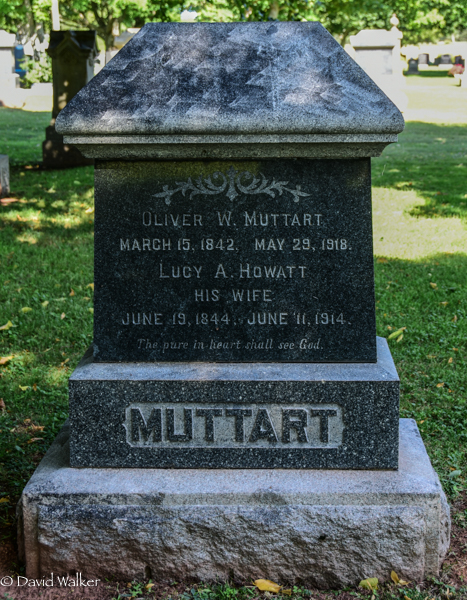 OLIVER W. MUTTART
MARCH 15, 1842. MAY 29, 1918.
LUCY A. HOWATT
HIS WIFE
JUNE 19, 1844. JUNE 11, 1914.
The pure in heart shall see God.
MUTTART
© David Walker